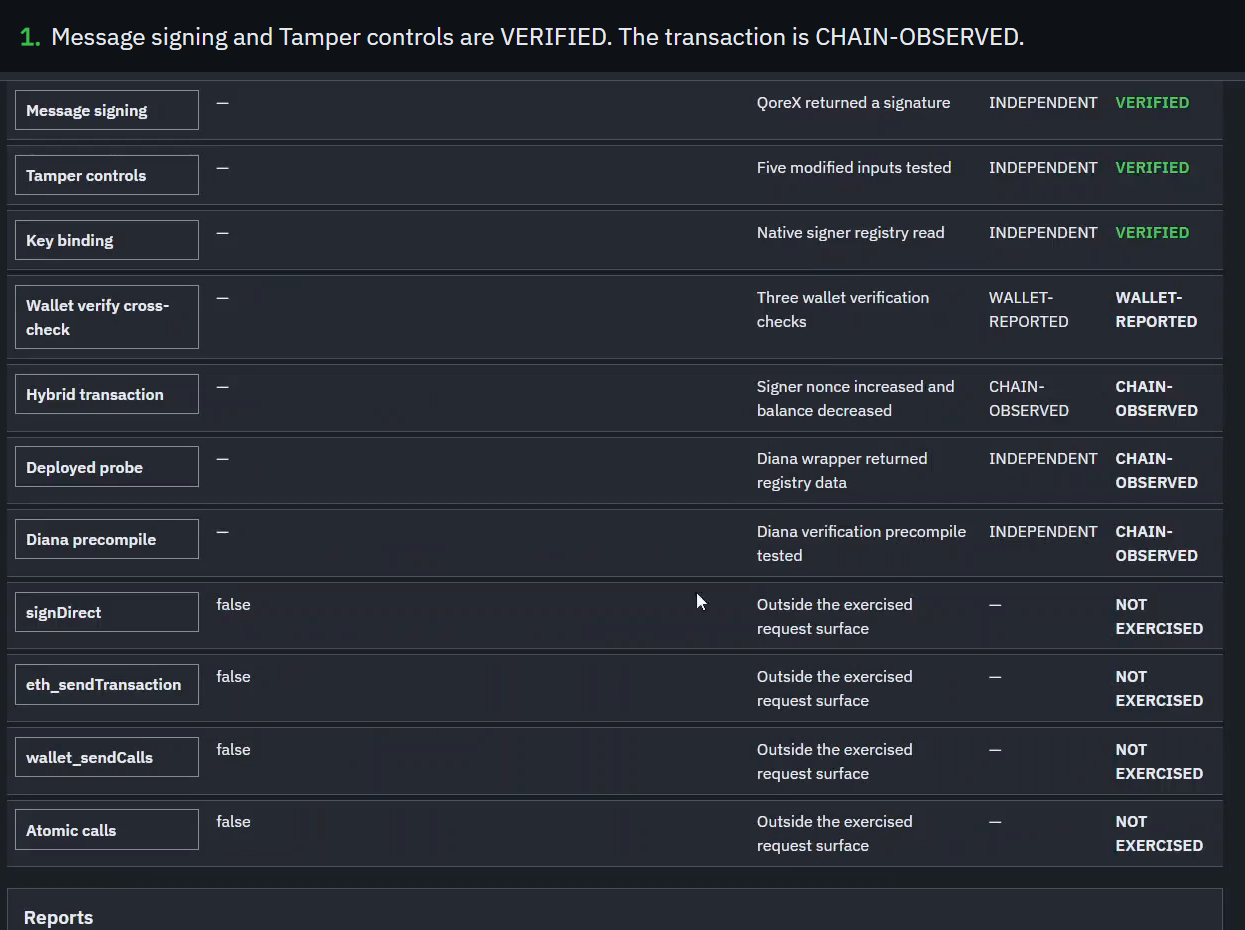 1. Message signing and Tamper controls are VERIFIED. The transaction is CHAIN-OBSERVED.
Message signing — QoreX returned a signature INDEPENDENT VERIFIED
Tamper controls — Five modified inputs tested INDEPENDENT VERIFIED
Key binding — Native signer registry read INDEPENDENT VERIFIED
Wallet verify cross- — Three wallet verification WALLET- WALLET-
check checks REPORTED REPORTED
Hybrid transaction — Signer nonce increased and CHAIN- CHAIN-
balance decreased OBSERVED OBSERVED
Deployed probe — Diana wrapper returned INDEPENDENT CHAIN-
registry data OBSERVED
Diana precompile — Diana verification precompile INDEPENDENT CHAIN-
tested OBSERVED
signDirect false Outside the exercised — NOT
request surface EXERCISED
eth_sendTransaction false Outside the exercised — NOT
request surface EXERCISED
wallet_sendCalls false Outside the exercised — NOT
request surface EXERCISED
Atomic calls false Outside the exercised — NOT
request surface EXERCISED
Reports